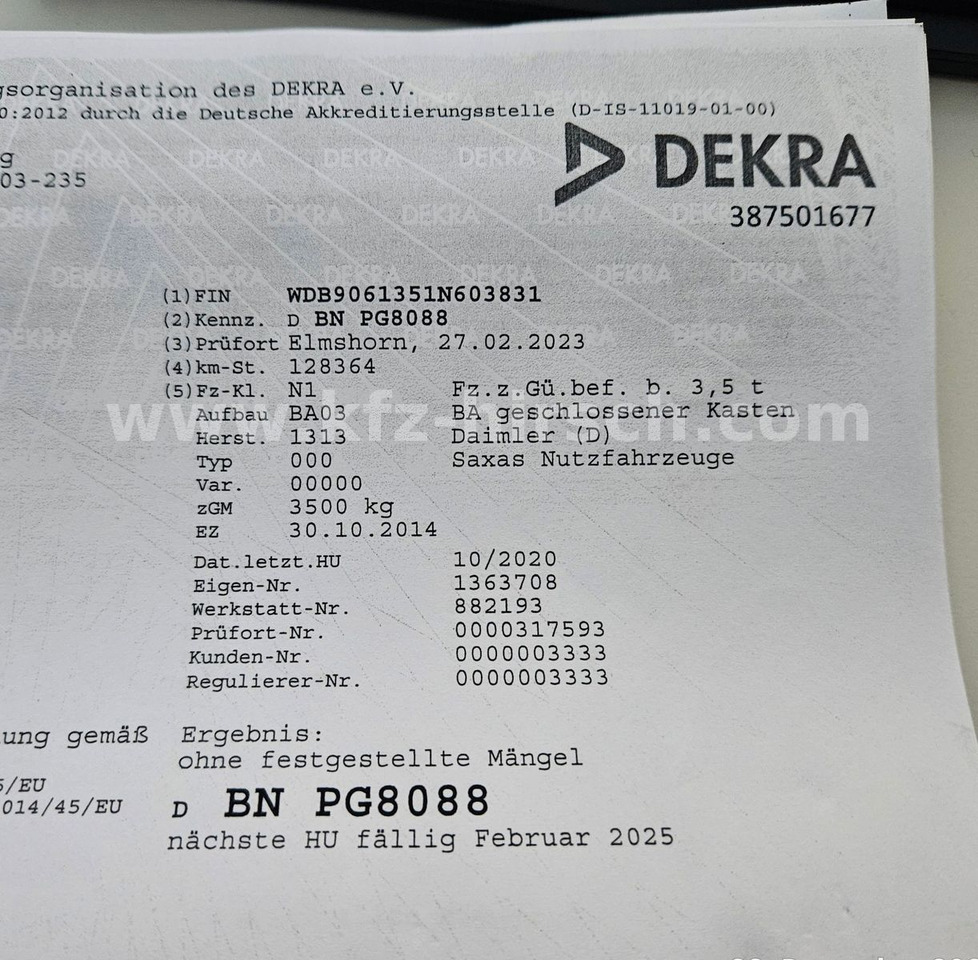 gsorganisation des DEKRA e.V.
0:2012 durch die Deutsche Akkreditierungsstelle (D-IS-11019-01-00)
g
03-235
DEKRA
387501677
(1) FIN WDB9061351N603831
(2) Kennz. D BN PG8088
(3) Prüfort Elmshorn, 27.02.2023
(4) km-St. 128364
(5) Fz-Kl. N1 Fz.z.Gü.bef. b. 3,5 t
Aufbau BA03 BA geschlossener Kasten
www.kfz-hirsch.com
Herst. 1313 Daimler (D)
Typ 000 Saxas Nutzfahrzeuge
Var. 00000
zGM 3500 kg
EZ 30.10.2014
Dat.letzt.HU 10/2020
Eigen-Nr. 1363708
Werkstatt-Nr. 882193
Prüfort-Nr. 0000317593
Kunden-Nr. 0000003333
Regulierer-Nr. 0000003333
ung gemäß Ergebnis:
ohne festgestellte Mängel
5/EU
014/45/EU D BN PG8088
nächste HU fällig Februar 2025